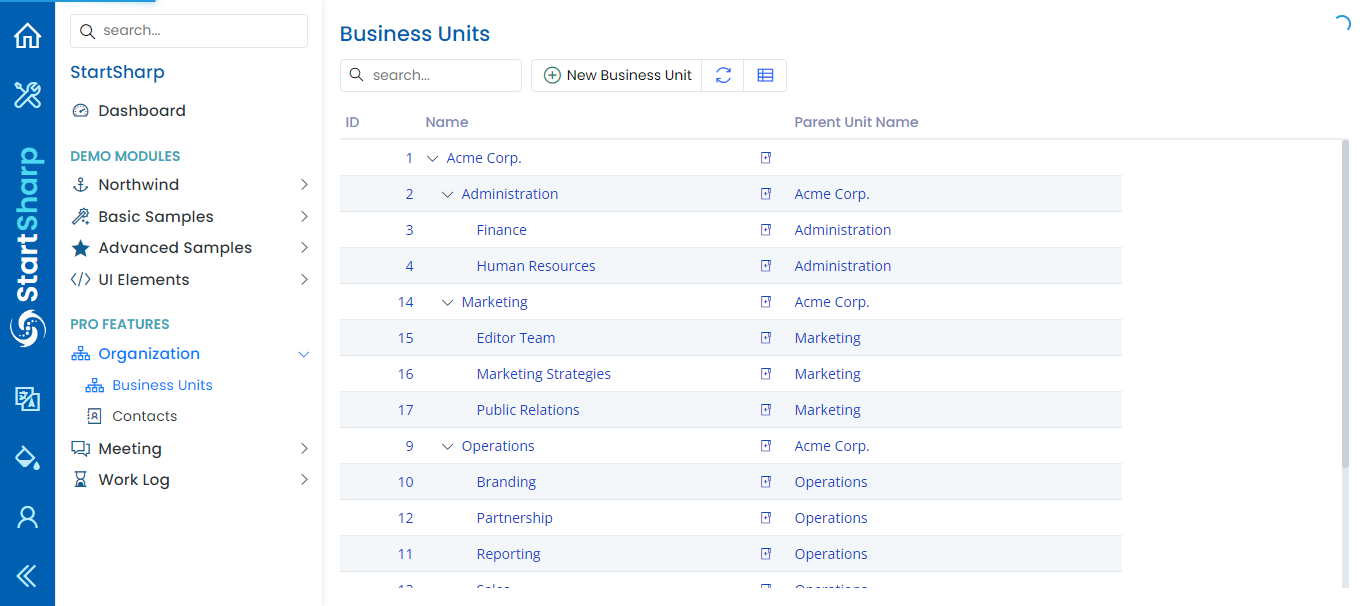 StartSharp
search...
StartSharp
Dashboard
DEMO MODULES
Northwind
Basic Samples
Advanced Samples
UI Elements
PRO FEATURES
Organization
Business Units
Contacts
Meeting
Work Log
Business Units
search...
New Business Unit
ID Name Parent Unit Name
1 Acme Corp.
2 Administration Acme Corp.
3 Finance Administration
4 Human Resources Administration
14 Marketing Acme Corp.
15 Editor Team Marketing
16 Marketing Strategies Marketing
17 Public Relations Marketing
9 Operations Acme Corp.
10 Branding Operations
12 Partnership Operations
11 Reporting Operations
13 Sales Operations